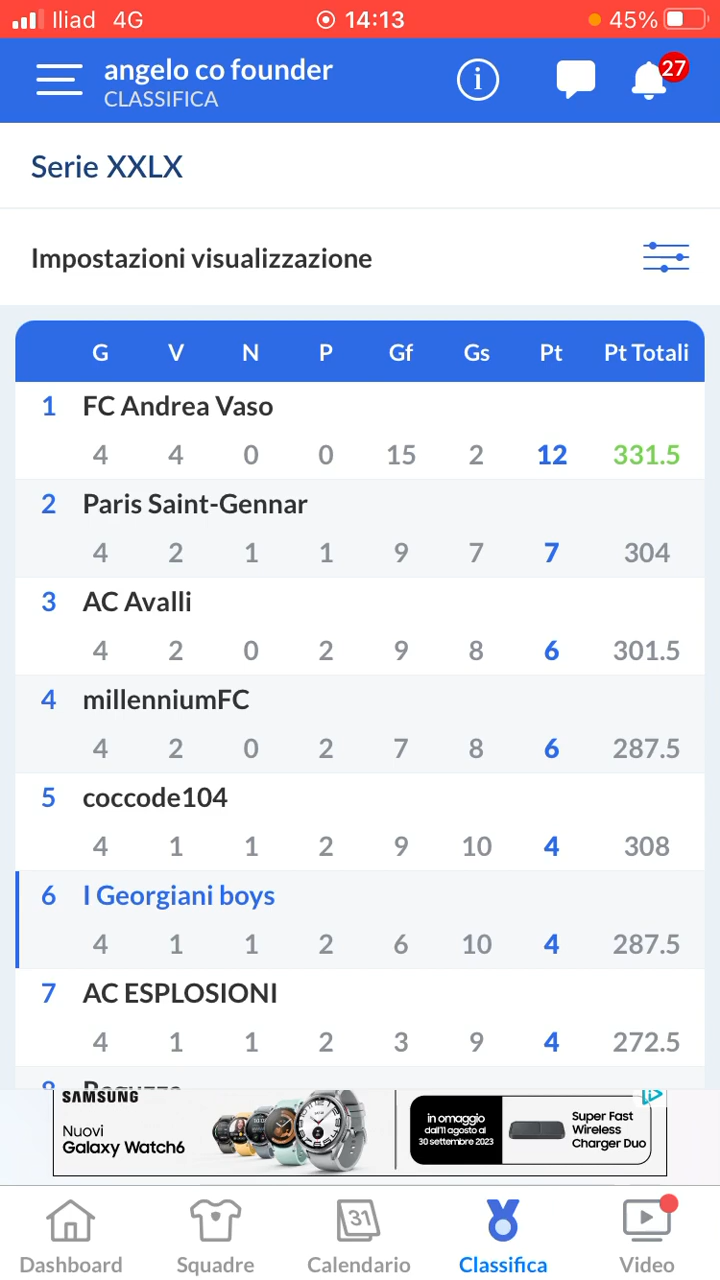 Iliad 4G 14:13 45%
angelo co founder
CLASSIFICA
27
Serie XXLX
Impostazioni visualizzazione
G V N P Gf Gs Pt Pt Totali
1 FC Andrea Vaso
4 4 0 0 15 2 12 331.5
2 Paris Saint-Gennar
4 2 1 1 9 7 7 304
3 AC Avalli
4 2 0 2 9 8 6 301.5
4 millenniumFC
4 2 0 2 7 8 6 287.5
5 coccode104
4 1 1 2 9 10 4 308
6 I Georgiani boys
4 1 1 2 6 10 4 287.5
7 AC ESPLOSIONI
4 1 1 2 3 9 4 272.5
SAMSUNG
Nuovi
Galaxy Watch6
in omaggio
dall'11 agosto al
30 settembre 2023
Super Fast
Wireless
Charger Duo
31
Dashboard Squadre Calendario Classifica Video